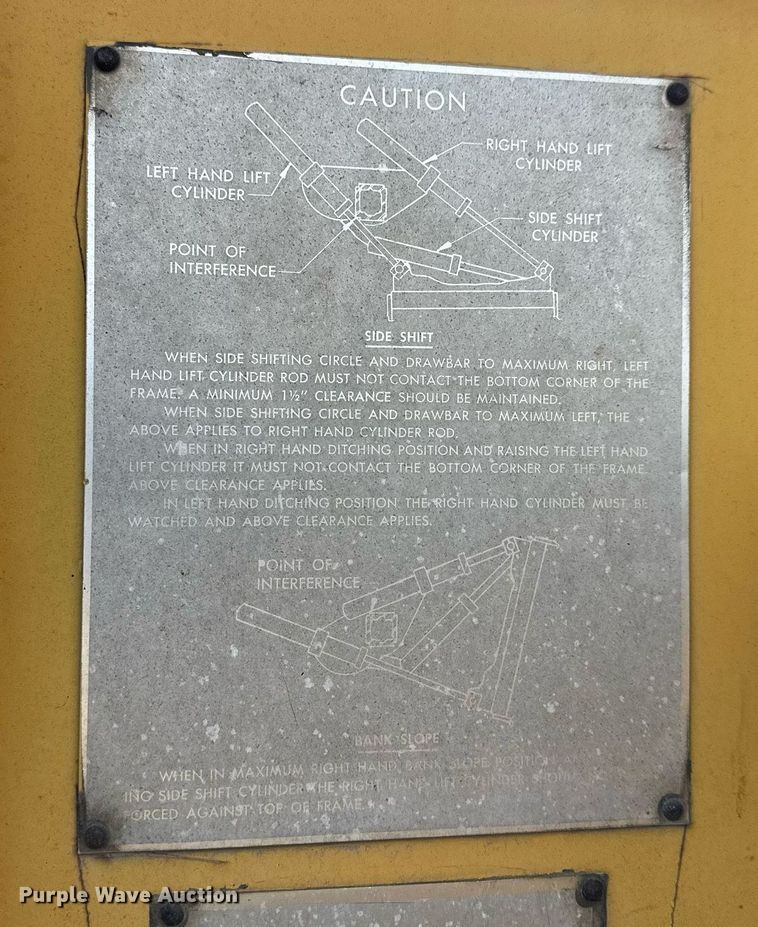 CAUTION
RIGHT HAND LIFT
CYLINDER
LEFT HAND LIFT
CYLINDER
SIDE SHIFT
CYLINDER
POINT OF
INTERFERENCE
SIDE SHIFT
WHEN SIDE SHIFTING CIRCLE AND DRAWBAR TO MAXIMUM RIGHT, LEFT
HAND LIFT CYLINDER ROD MUST NOT CONTACT THE BOTTOM CORNER OF THE
FRAME. A MINIMUM 1½" CLEARANCE SHOULD BE MAINTAINED.
WHEN SIDE SHIFTING CIRCLE AND DRAWBAR TO MAXIMUM LEFT, THE
ABOVE APPLIES TO RIGHT HAND CYLINDER ROD.
WHEN IN RIGHT HAND DITCHING POSITION AND RAISING THE LEFT HAND
LIFT CYLINDER IT MUST NOT CONTACT THE BOTTOM CORNER OF THE FRAME
ABOVE CLEARANCE APPLIES.
IN LEFT HAND DITCHING POSITION THE RIGHT HAND CYLINDER MUST BE
WATCHED AND ABOVE CLEARANCE APPLIES.
POINT OF
INTERFERENCE
BANK SLOPE
WHEN IN MAXIMUM RIGHT HAND BANK SLOPE POSITION
ING SIDE SHIFT CYLINDER THE RIGHT HAND LIFT CYLINDER SHOULD
FORCED AGAINST TOP OF FRAME.
Purple Wave Auction